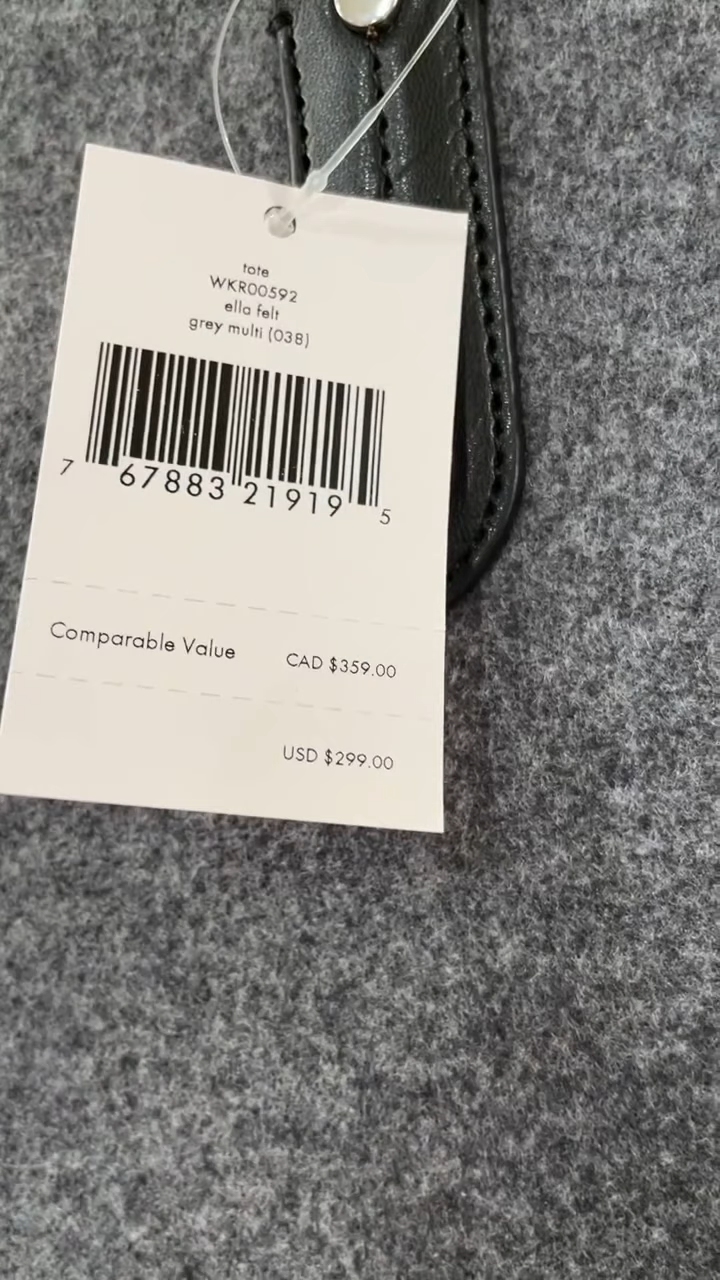 tote
WKR00592
ella felt
grey multi (038)
7 67883 21919 5
Comparable Value CAD $359.00
USD $299.00